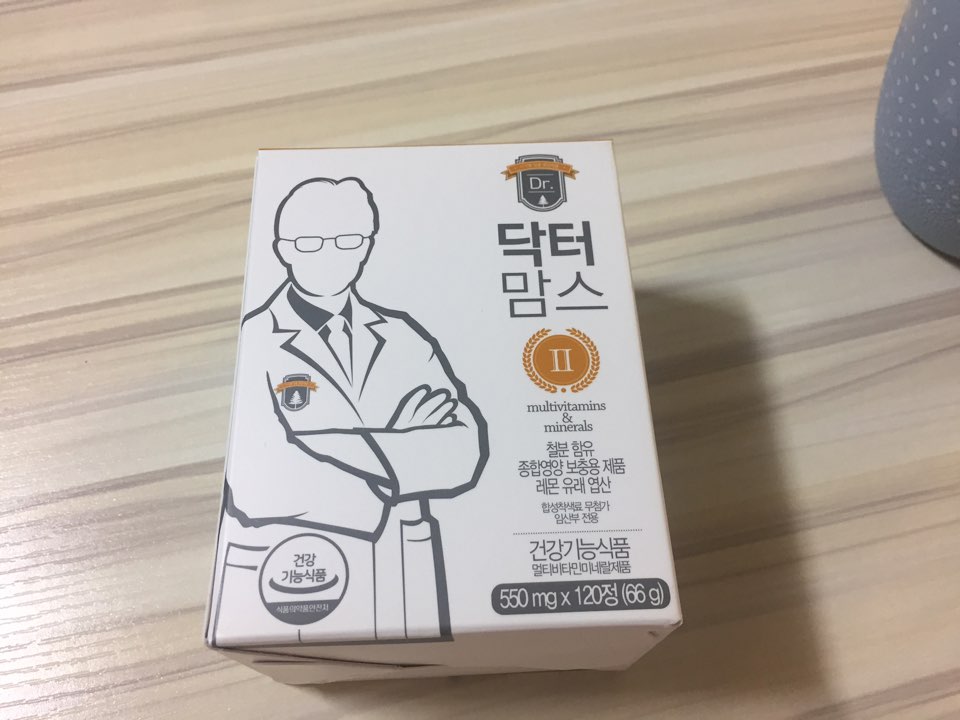 Dr.
닥터
맘스
II
multivitamins
&
minerals
철분 함유
종합영양 보충용 제품
레몬 유래 엽산
합성착색료 무첨가
임산부 전용
건강기능식품
멀티비타민미네랄제품
550 mg x 120정 (66 g)
건강
기능식품
식품의약품안전처